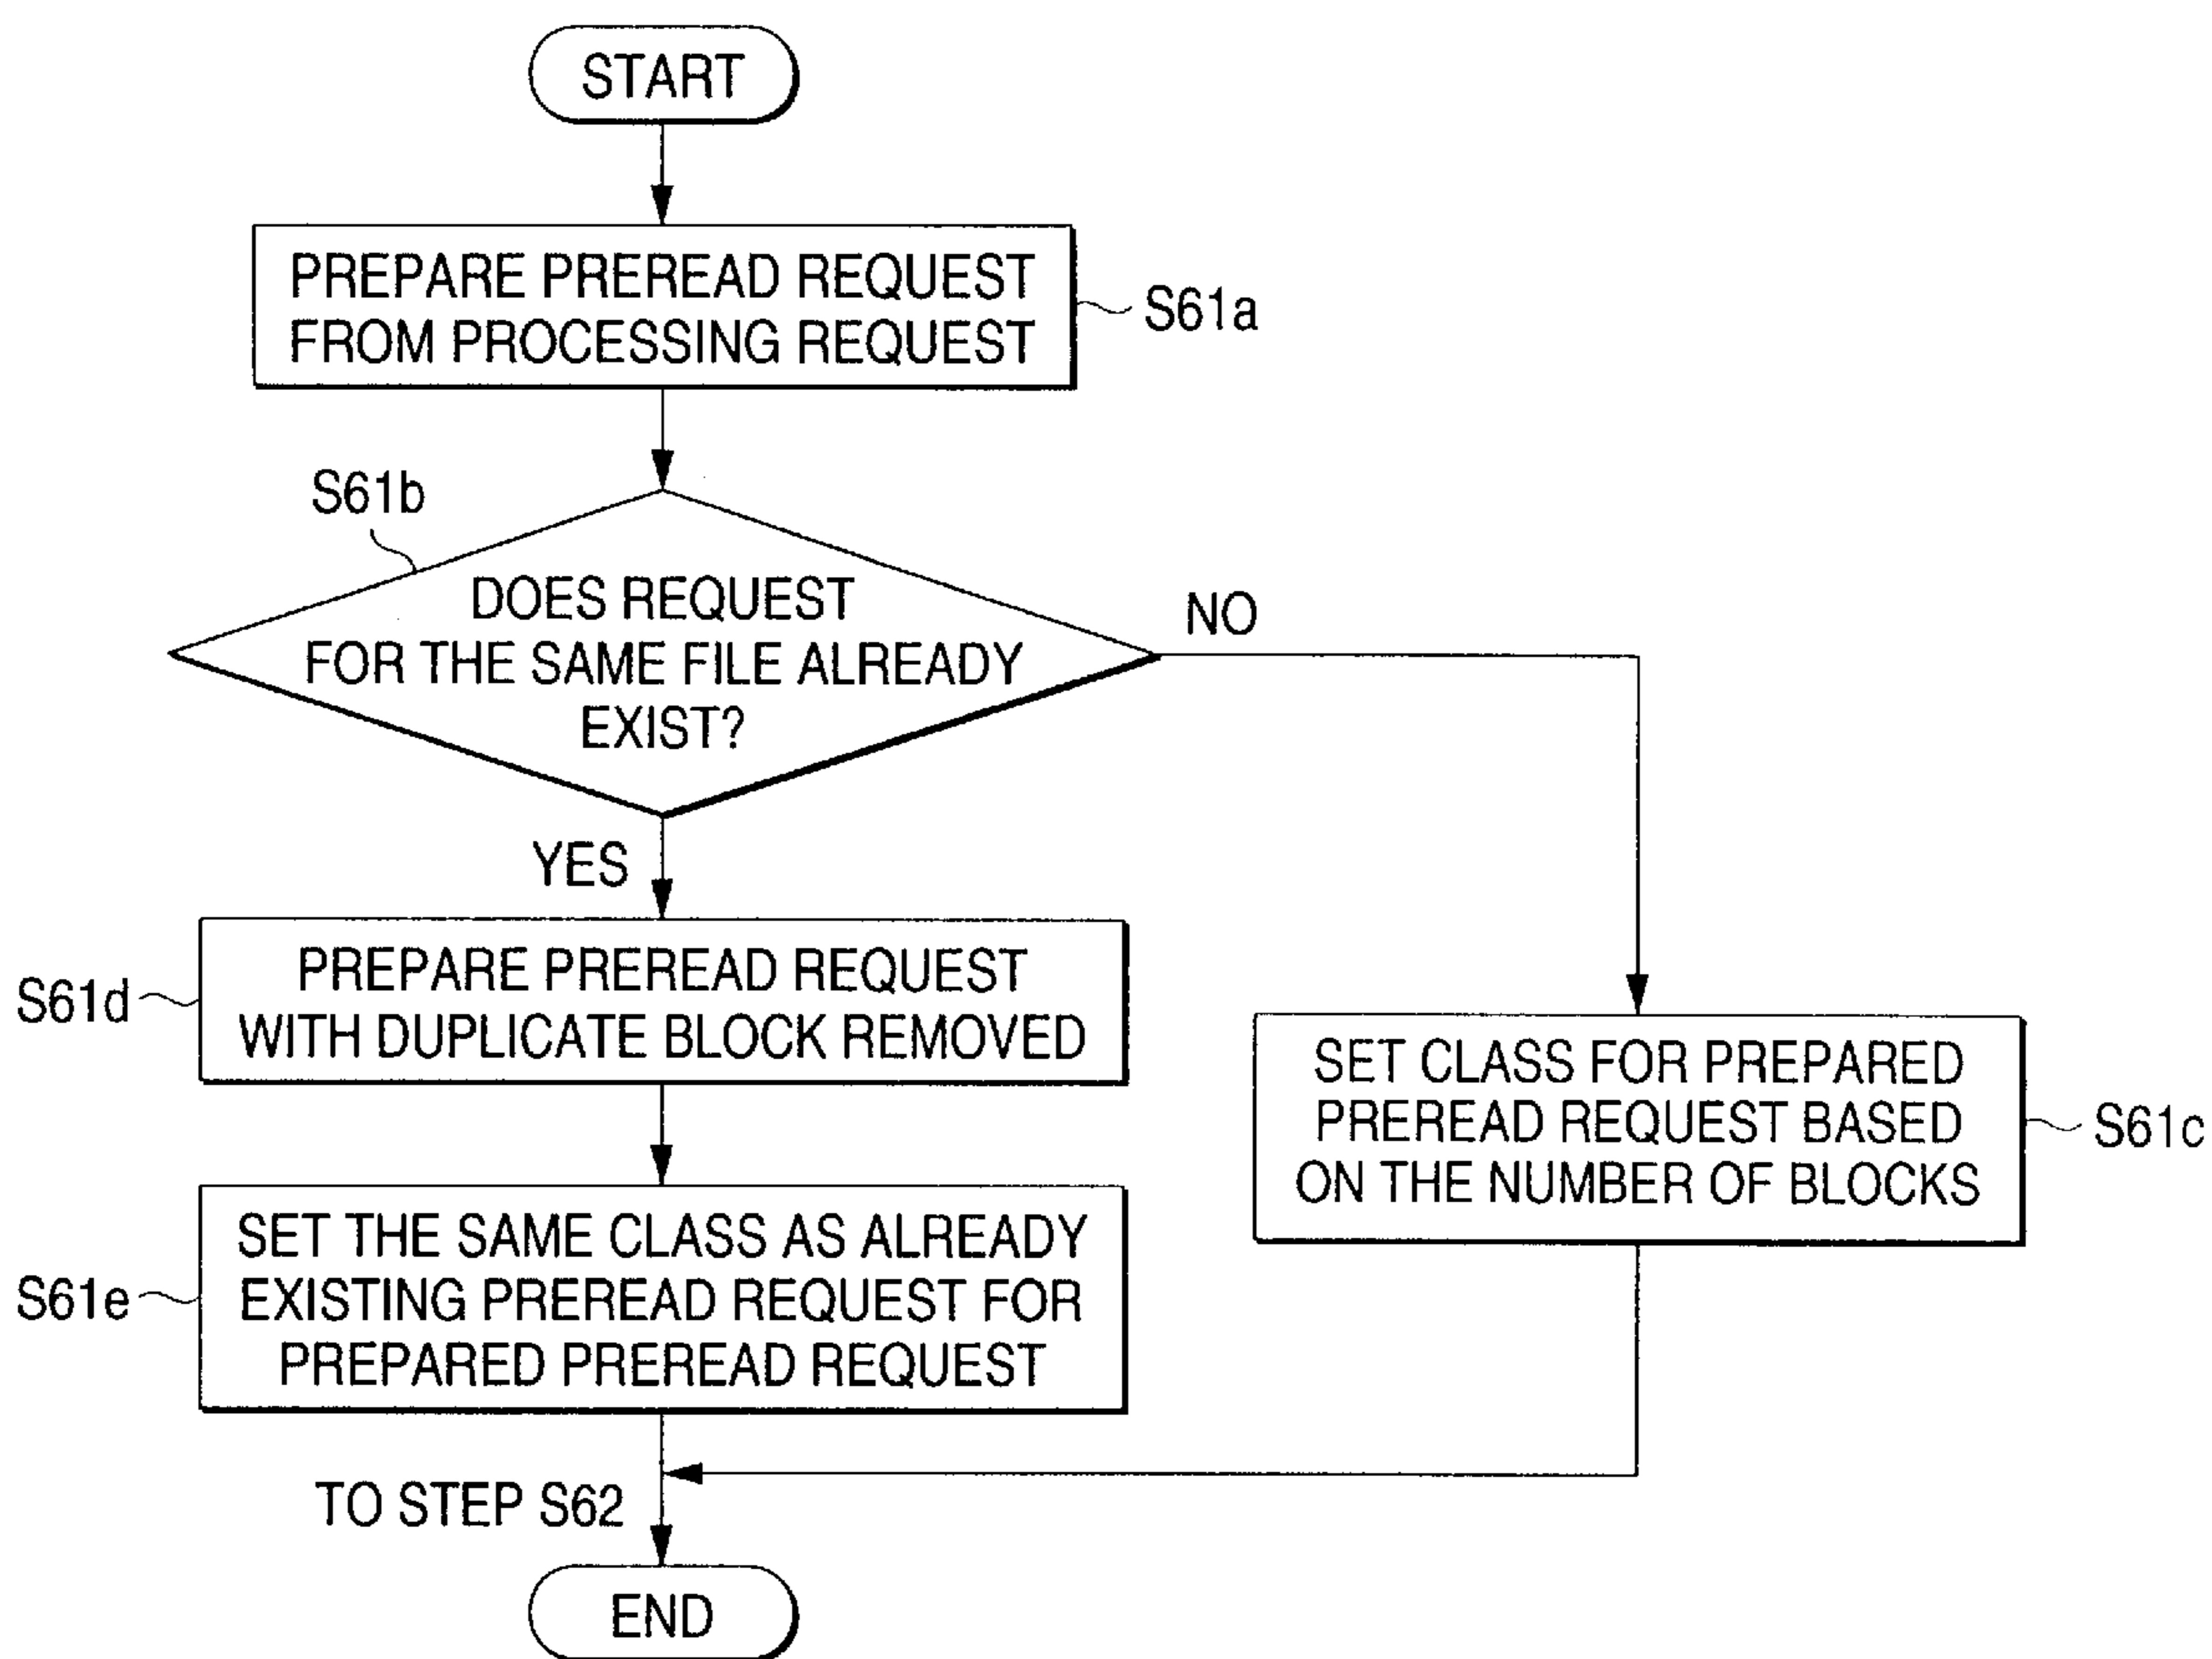 START
PREPARE PREREAD REQUEST
FROM PROCESSING REQUEST
S61a
S61b
DOES REQUEST
FOR THE SAME FILE ALREADY
EXIST?
NO
YES
S61d
PREPARE PREREAD REQUEST
WITH DUPLICATE BLOCK REMOVED
SET CLASS FOR PREPARED
PREREAD REQUEST BASED
ON THE NUMBER OF BLOCKS
S61c
S61e
SET THE SAME CLASS AS ALREADY
EXISTING PREREAD REQUEST FOR
PREPARED PREREAD REQUEST
TO STEP S62
END